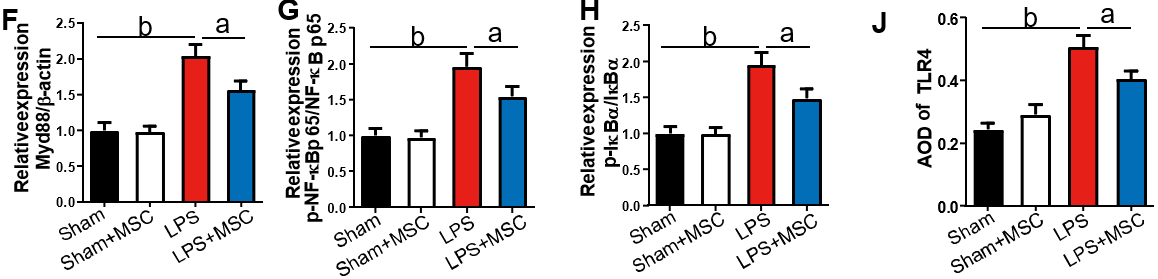 F
Relativeexpression
Myd88/β-actin
2.5
2.0
1.5
1.0
0.5
0.0
b
a
Sham
Sham+MSC
LPS
LPS+MSC
G
Relativeexpression
p-NF-κBp65/NF-κB p65
2.5
2.0
1.5
1.0
0.5
0.0
b
a
Sham
Sham+MSC
LPS
LPS+MSC
H
Relativeexpression
p-IκBα/IκBα
2.5
2.0
1.5
1.0
0.5
0.0
b
a
Sham
Sham+MSC
LPS
LPS+MSC
J
AOD of TLR4
0.6
0.4
0.2
0.0
b
a
Sham
Sham+MSC
LPS
LPS+MSC